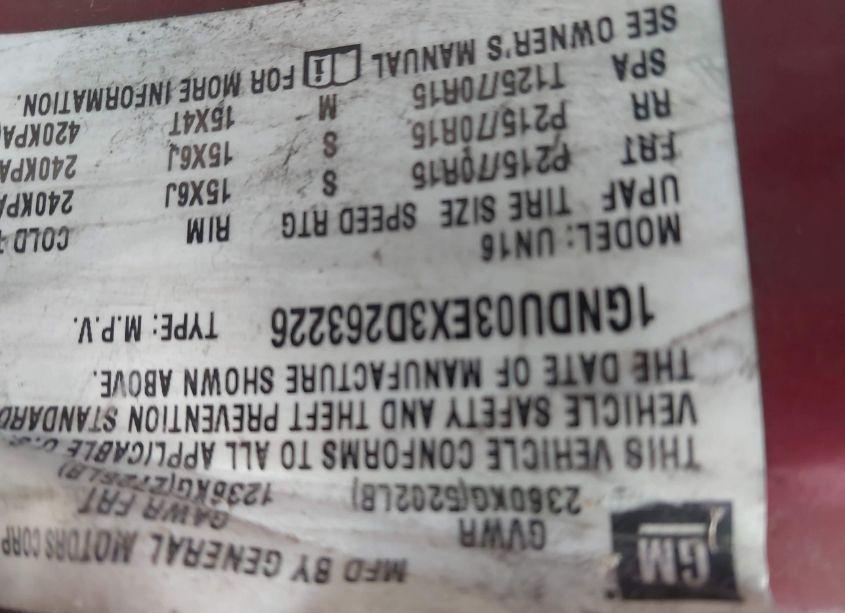 MFD BY GENERAL MOTORS CORP
GM
GVWR GAWR FRT
2360KG(5202LB) 1236KG(2725LB)
THIS VEHICLE CONFORMS TO ALL APPLICABLE U.S.
VEHICLE SAFETY AND THEFT PREVENTION STANDARD
THE DATE OF MANUFACTURE SHOWN ABOVE.
1GNDU03EX3D263226 TYPE: M.P.V.
MODEL: UN16
UPAF TIRE SIZE SPEED RTG RIM COLD
FRT P215/70R15 S 15X6J 240KPA
RR P215/70R15 S 15X6J 240KPA
SPA T125/70R15 M 15X4T 420KPA
SEE OWNER'S MANUAL FOR MORE INFORMATION.